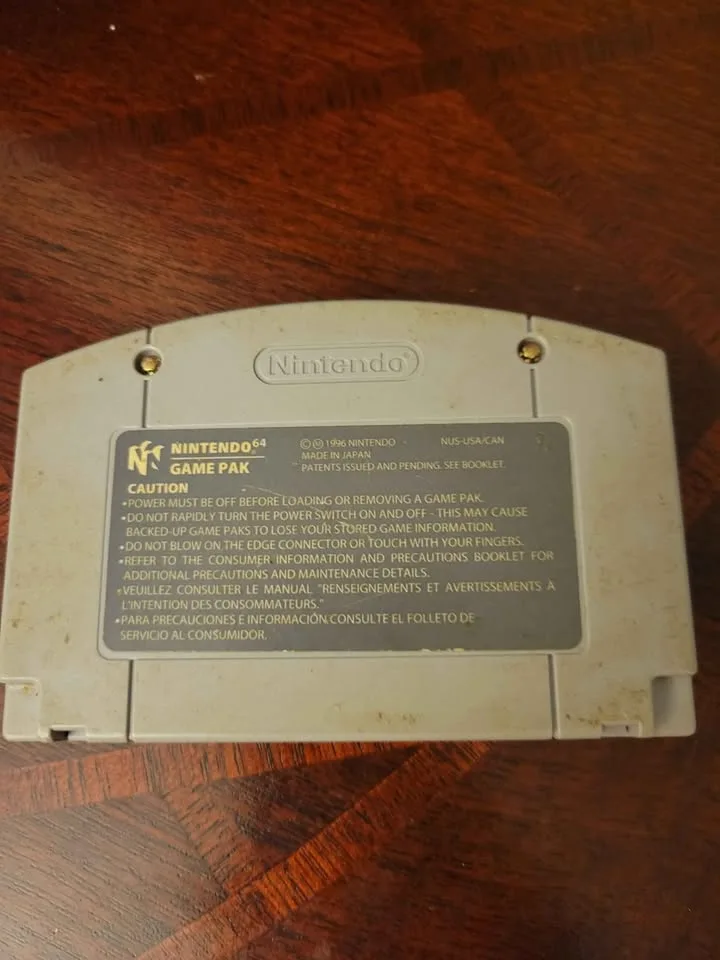 Nintendo®
NINTENDO 64
GAME PAK
©Ⓜ 1996 NINTENDO
NUS-USA/CAN
MADE IN JAPAN
PATENTS ISSUED AND PENDING. SEE BOOKLET.
CAUTION
•POWER MUST BE OFF BEFORE LOADING OR REMOVING A GAME PAK.
•DO NOT RAPIDLY TURN THE POWER SWITCH ON AND OFF - THIS MAY CAUSE
BACKED-UP GAME PAKS TO LOSE YOUR STORED GAME INFORMATION.
•DO NOT BLOW ON THE EDGE CONNECTOR OR TOUCH WITH YOUR FINGERS.
•REFER TO THE CONSUMER INFORMATION AND PRECAUTIONS BOOKLET FOR
ADDITIONAL PRECAUTIONS AND MAINTENANCE DETAILS.
•VEUILLEZ CONSULTER LE MANUAL "RENSEIGNEMENTS ET AVERTISSEMENTS À
L'INTENTION DES CONSOMMATEURS."
•PARA PRECAUCIONES E INFORMACIÓN CONSULTE EL FOLLETO DE
SERVICIO AL CONSUMIDOR.